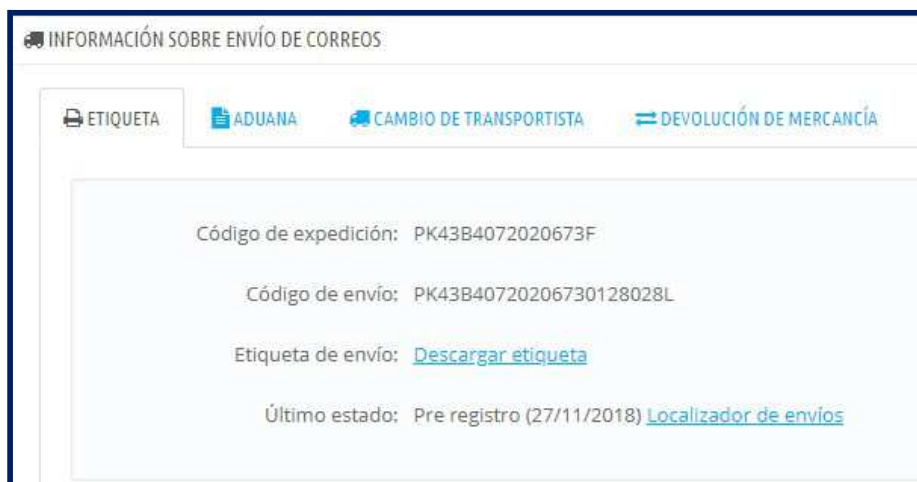 INFORMACIÓN SOBRE ENVÍO DE CORREOS
ETIQUETA ADUANA CAMBIO DE TRANSPORTISTA DEVOLUCIÓN DE MERCANCÍA
Código de expedición: PK43B4072020673F
Código de envío: PK43B40720206730128028L
Etiqueta de envío: Descargar etiqueta
Último estado: Pre registro (27/11/2018) Localizador de envíos